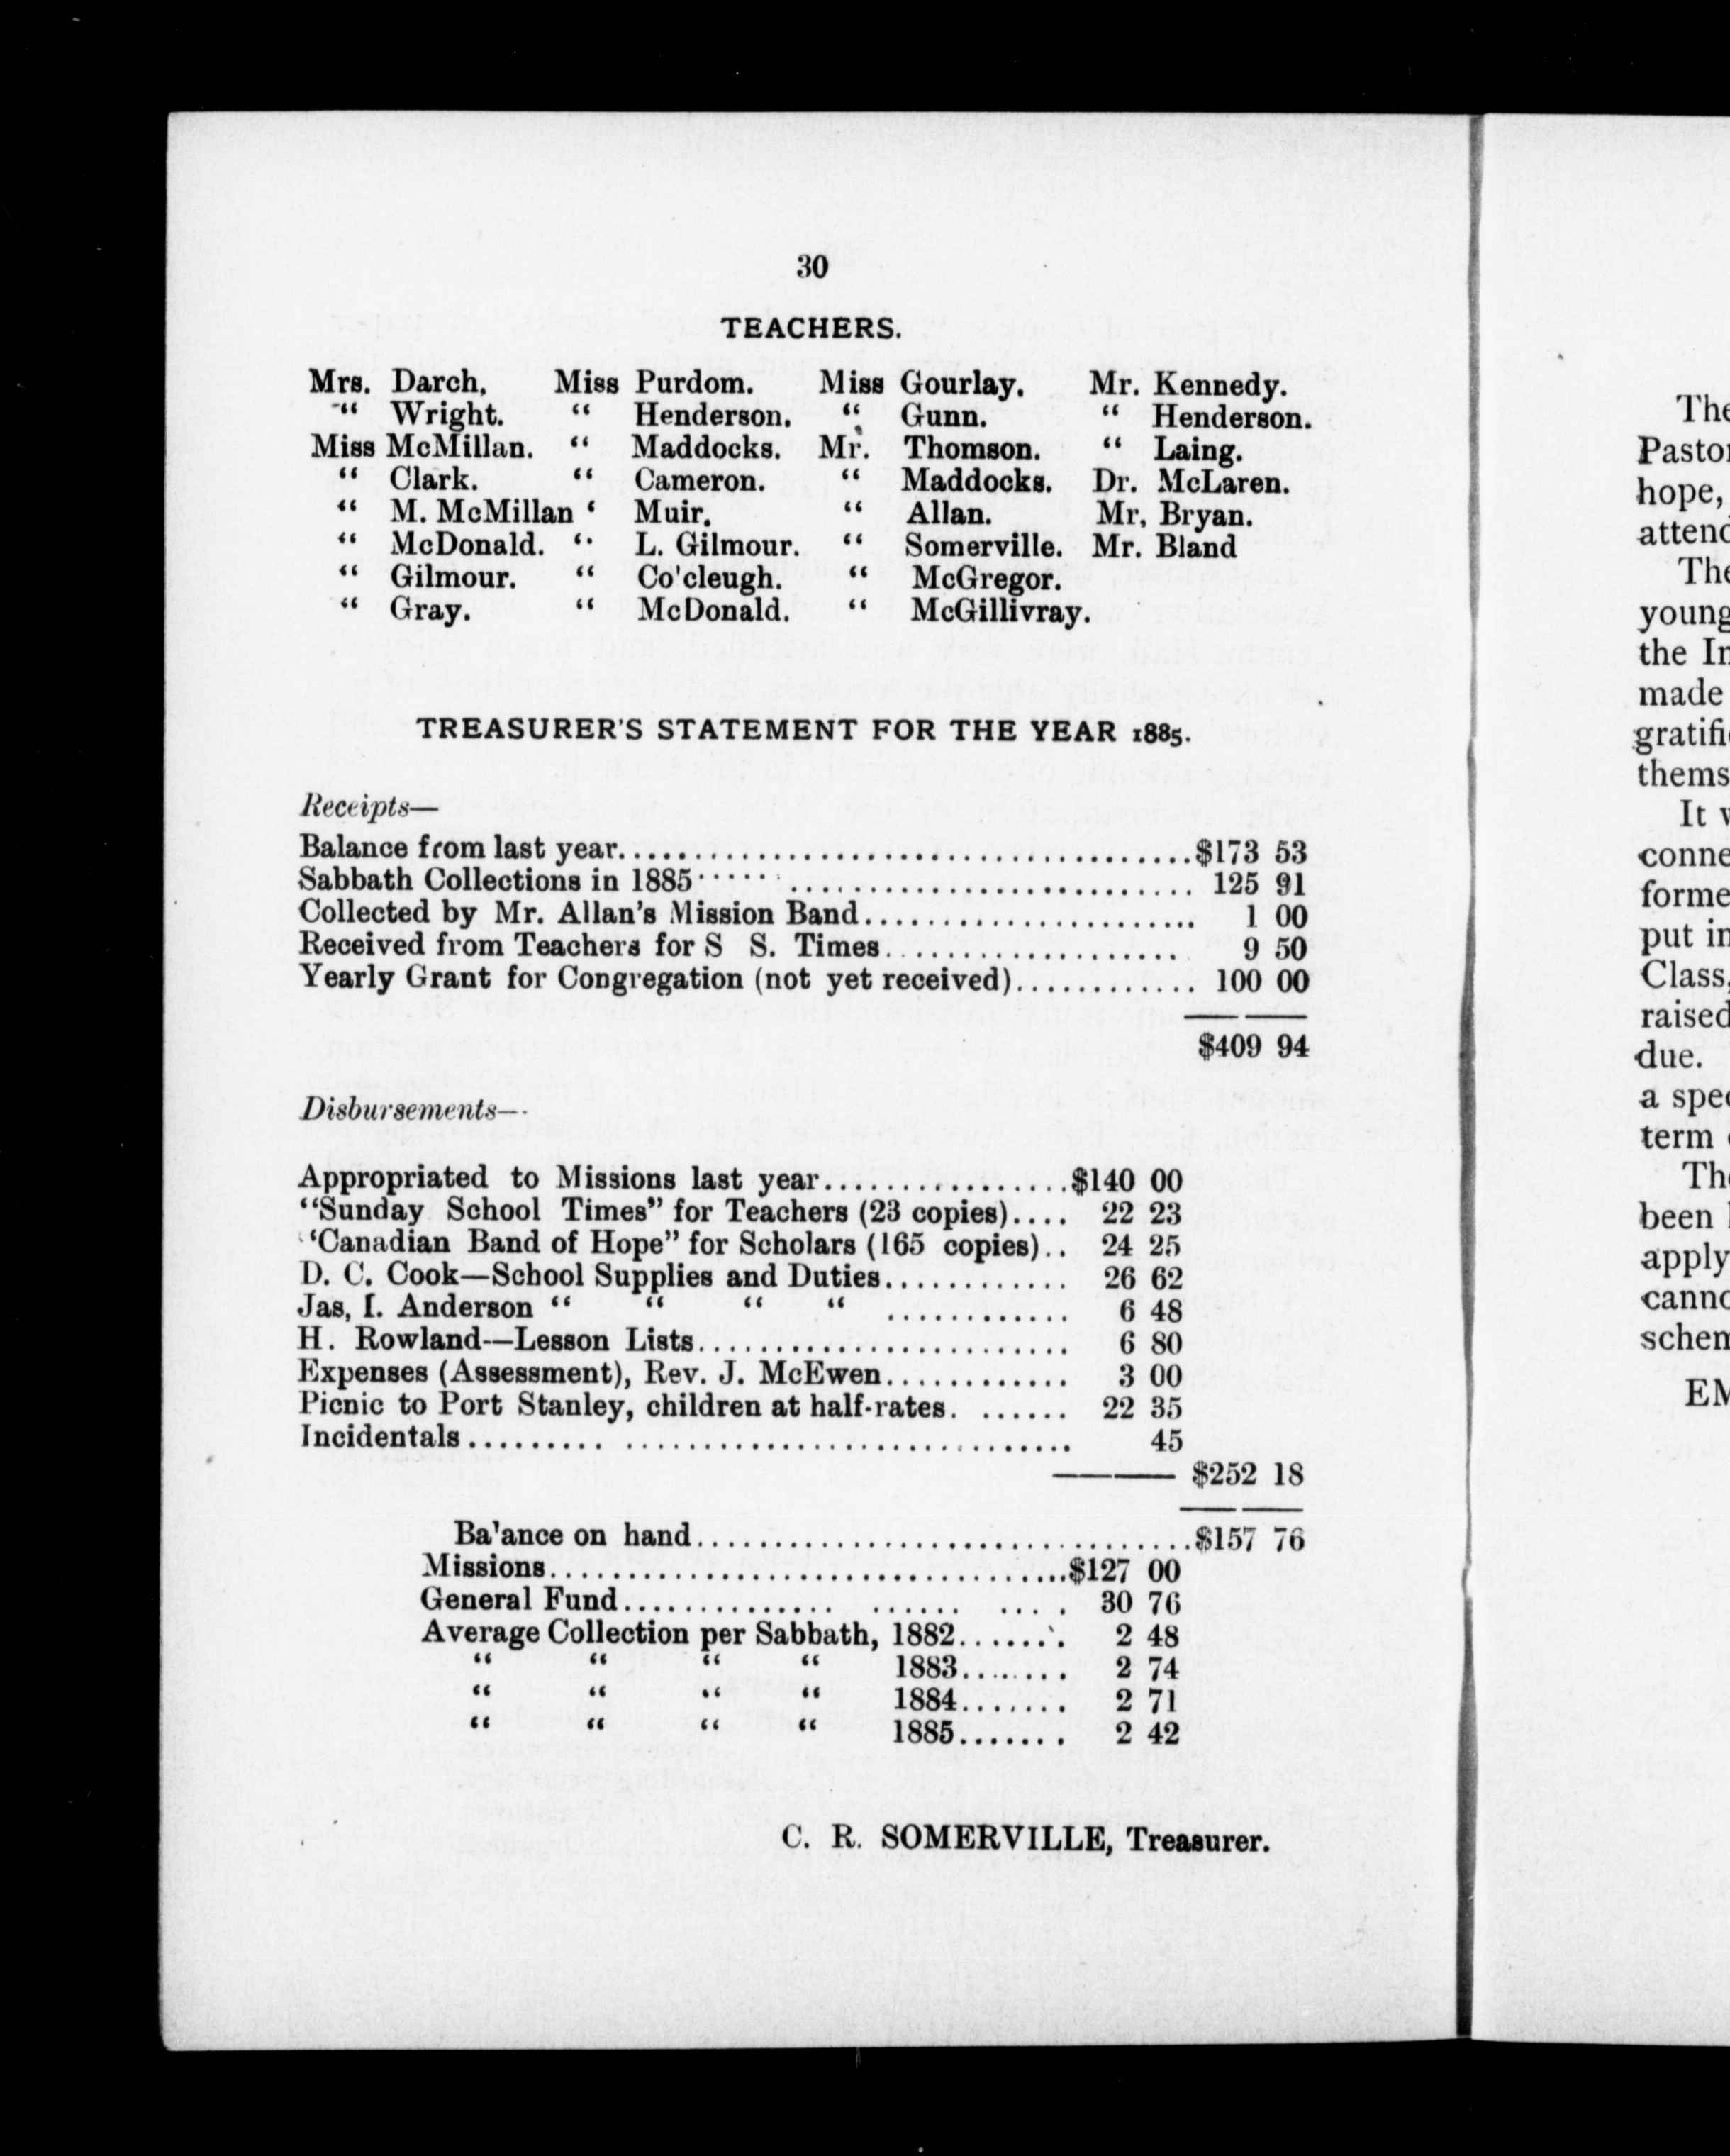 30
TEACHERS.
Mrs. Darch, Miss Purdom. Miss Gourlay, Mr. Kennedy.
“ Wright. “ Henderson. “ Gunn. “ Henderson.
Miss McMillan. “ Maddocks. Mr. Thomson. “ Laing.
“ Clark. “ Cameron. “ Maddocks. Dr. McLaren.
“ M. McMillan ‘ Muir. “ Allan. Mr, Bryan.
“ McDonald. “ L. Gilmour. “ Somerville. Mr. Bland
“ Gilmour. “ Co'cleugh. “ McGregor.
“ Gray. “ McDonald. “ McGillivray.
TREASURER'S STATEMENT FOR THE YEAR 1885.
Receipts—
Balance from last year....................................$173 53
Sabbath Collections in 1885................................ 125 91
Collected by Mr. Allan's Mission Band...................... 1 00
Received from Teachers for S S. Times................... 9 50
Yearly Grant for Congregation (not yet received)............ 100 00
$409 94
Disbursements—
Appropriated to Missions last year................$140 00
“Sunday School Times” for Teachers (23 copies).... 22 23
‘Canadian Band of Hope” for Scholars (165 copies).. 24 25
D. C. Cook—School Supplies and Duties............ 26 62
Jas, I. Anderson “ “ “ “ ............ 6 48
H. Rowland—Lesson Lists........................ 6 80
Expenses (Assessment), Rev. J. McEwen............ 3 00
Picnic to Port Stanley, children at half-rates. ...... 22 35
Incidentals...................................... 45
$252 18
Ba'ance on hand................................$157 76
Missions..................................$127 00
General Fund.............. ...... .... 30 76
Average Collection per Sabbath, 1882....... 2 48
“ “ “ “ 1883....... 2 74
“ “ “ “ 1884....... 2 71
“ “ “ “ 1885....... 2 42
C. R. SOMERVILLE, Treasurer.
The
Pastor
hope,
attend
The
young
the In
made
gratifi
thems
It w
conne
forme
put in
Class,
raised
due.
a spec
term
The
been
apply
canno
schem
EM